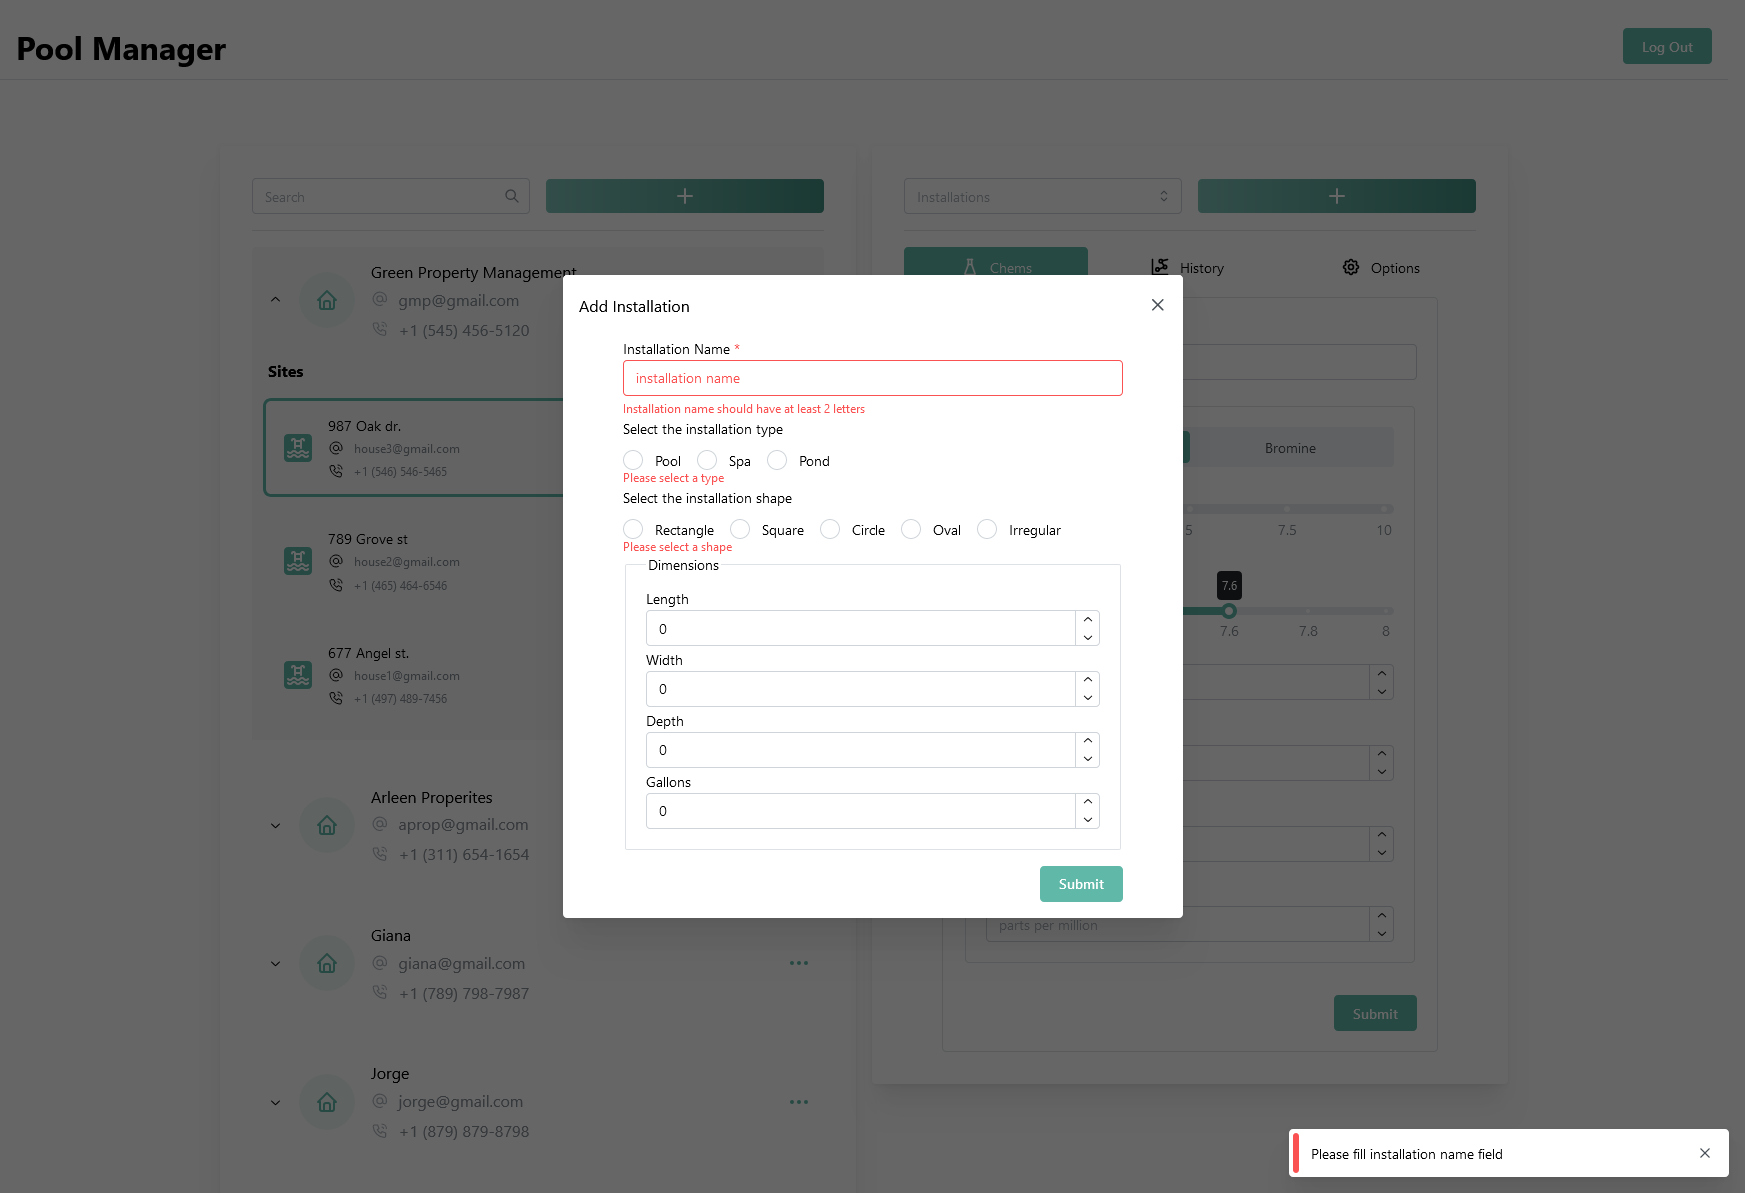 Pool Manager
Log Out
Search
Installations
Green Property Management
gmp@gmail.com
+1 (545) 456-5120
Sites
987 Oak dr.
house3@gmail.com
+1 (546) 546-5465
789 Grove st
house2@gmail.com
+1 (465) 464-6546
677 Angel st.
house1@gmail.com
+1 (497) 489-7456
Arleen Properites
aprop@gmail.com
+1 (311) 654-1654
Giana
giana@gmail.com
+1 (789) 798-7987
Jorge
jorge@gmail.com
+1 (879) 879-8798
Chems
History
Options
Bromine
5 7.5 10
7.6
7.6 7.8 8
parts per million
Submit
Add Installation
Installation Name *
installation name
Installation name should have at least 2 letters
Select the installation type
Pool Spa Pond
Please select a type
Select the installation shape
Rectangle Square Circle Oval Irregular
Please select a shape
Dimensions
Length
0
Width
0
Depth
0
Gallons
0
Submit
Please fill installation name field